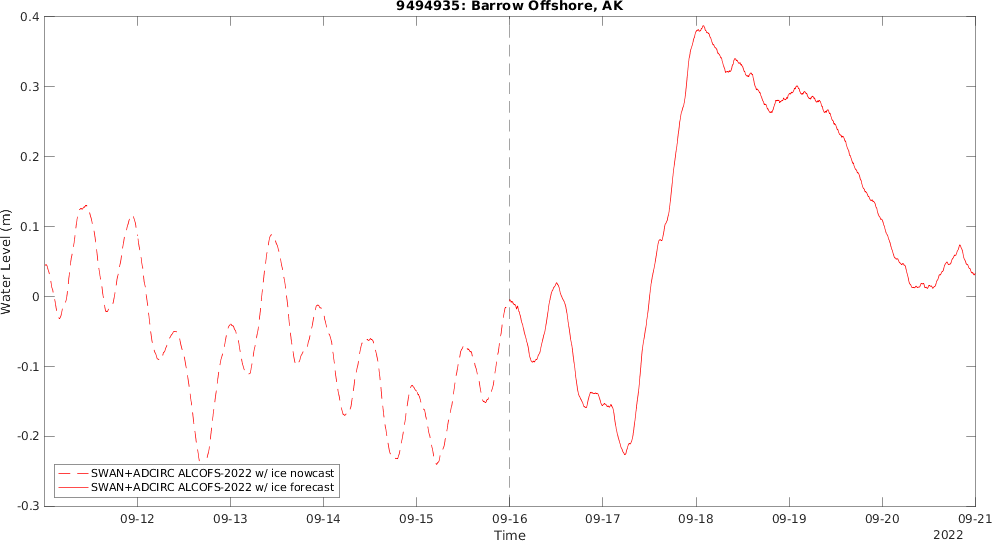 9494935: Barrow Offshore, AK
0.4
0.3
0.2
0.1
0
-0.1
-0.2
-0.3
Water Level (m)
SWAN+ADCIRC ALCOFS-2022 w/ ice nowcast
SWAN+ADCIRC ALCOFS-2022 w/ ice forecast
09-12 09-13 09-14 09-15 09-16 09-17 09-18 09-19 09-20 09-21
Time
2022